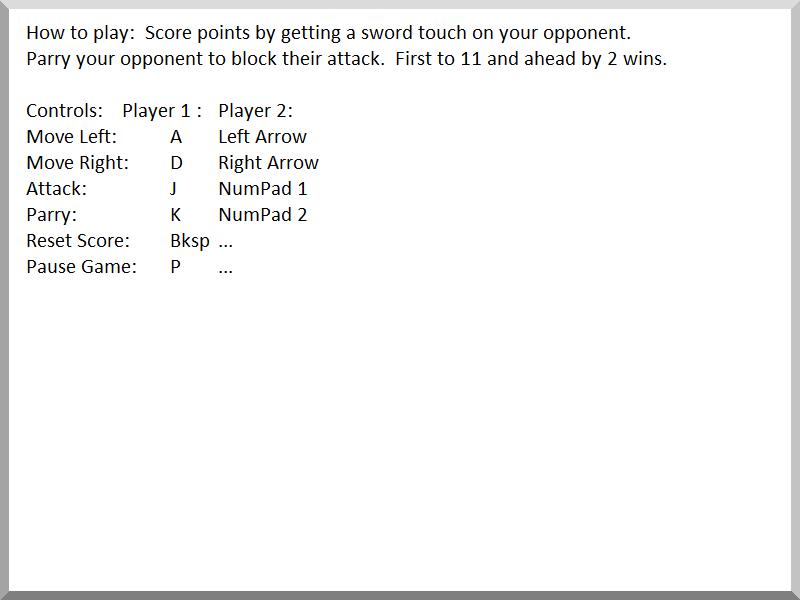 How to play:  Score points by getting a sword touch on your opponent.
Parry your opponent to block their attack.  First to 11 and ahead by 2 wins.
Controls:    Player 1 :   Player 2:
Move Left:    A    Left Arrow
Move Right:    D    Right Arrow
Attack:    J    NumPad 1
Parry:    K    NumPad 2
Reset Score:    Bksp  ...
Pause Game:    P    ...